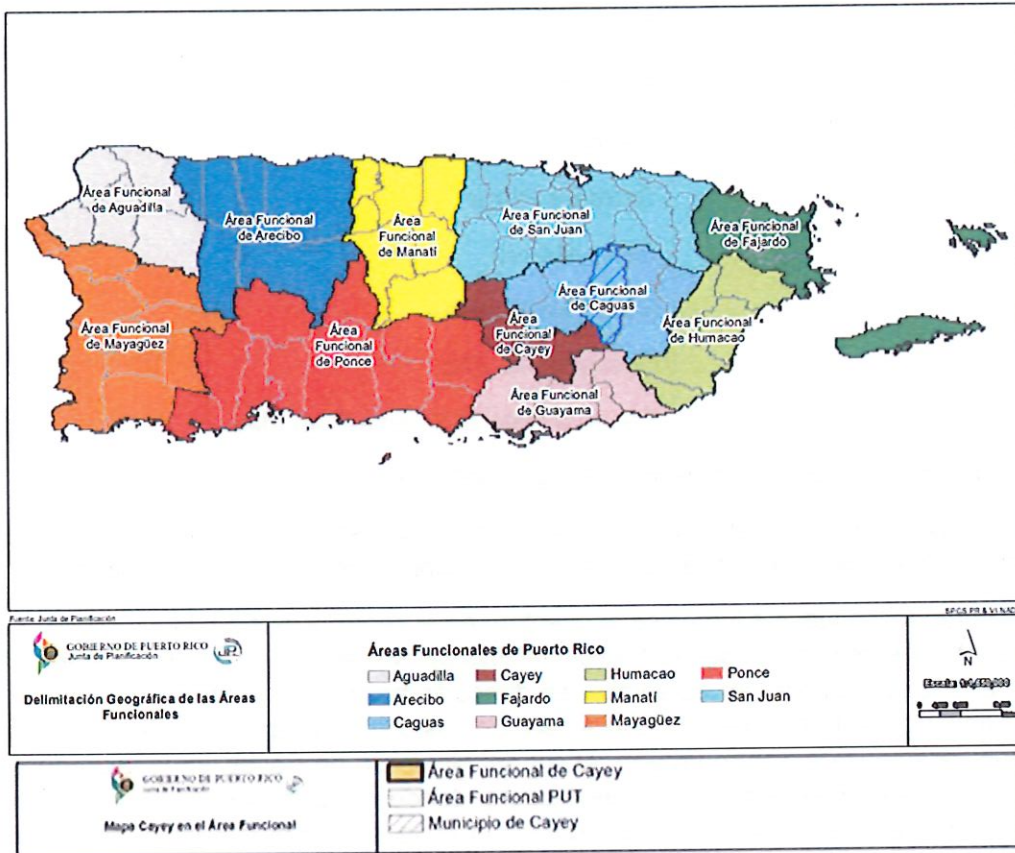 Área Funcional
de Aguadilla
Área Funcional
de Arecibo
Área
Funcional
de Manatí
Área Funcional
de San Juan
Área Funcional
de Fajardo
Área Funcional
de Mayagüez
Área
Funcional
de Ponce
Área
Funcional
de Cayey
Área Funcional
de Caguas
Área Funcional
de Humacao
Área Funcional
de Guayama
Fuente: Junta de Planificación
GOBIERNO DE PUERTO RICO
Junta de Planificación
JP
Delimitación Geográfica de las Áreas
Funcionales
Áreas Funcionales de Puerto Rico
Aguadilla
Cayey
Humacao
Ponce
Arecibo
Fajardo
Manatí
San Juan
Caguas
Guayama
Mayagüez
N
GOBIERNO DE PUERTO RICO
Junta de Planificación
Mapa Cayey en el Área Funcional
Área Funcional de Cayey
Área Funcional PUT
Municipio de Cayey